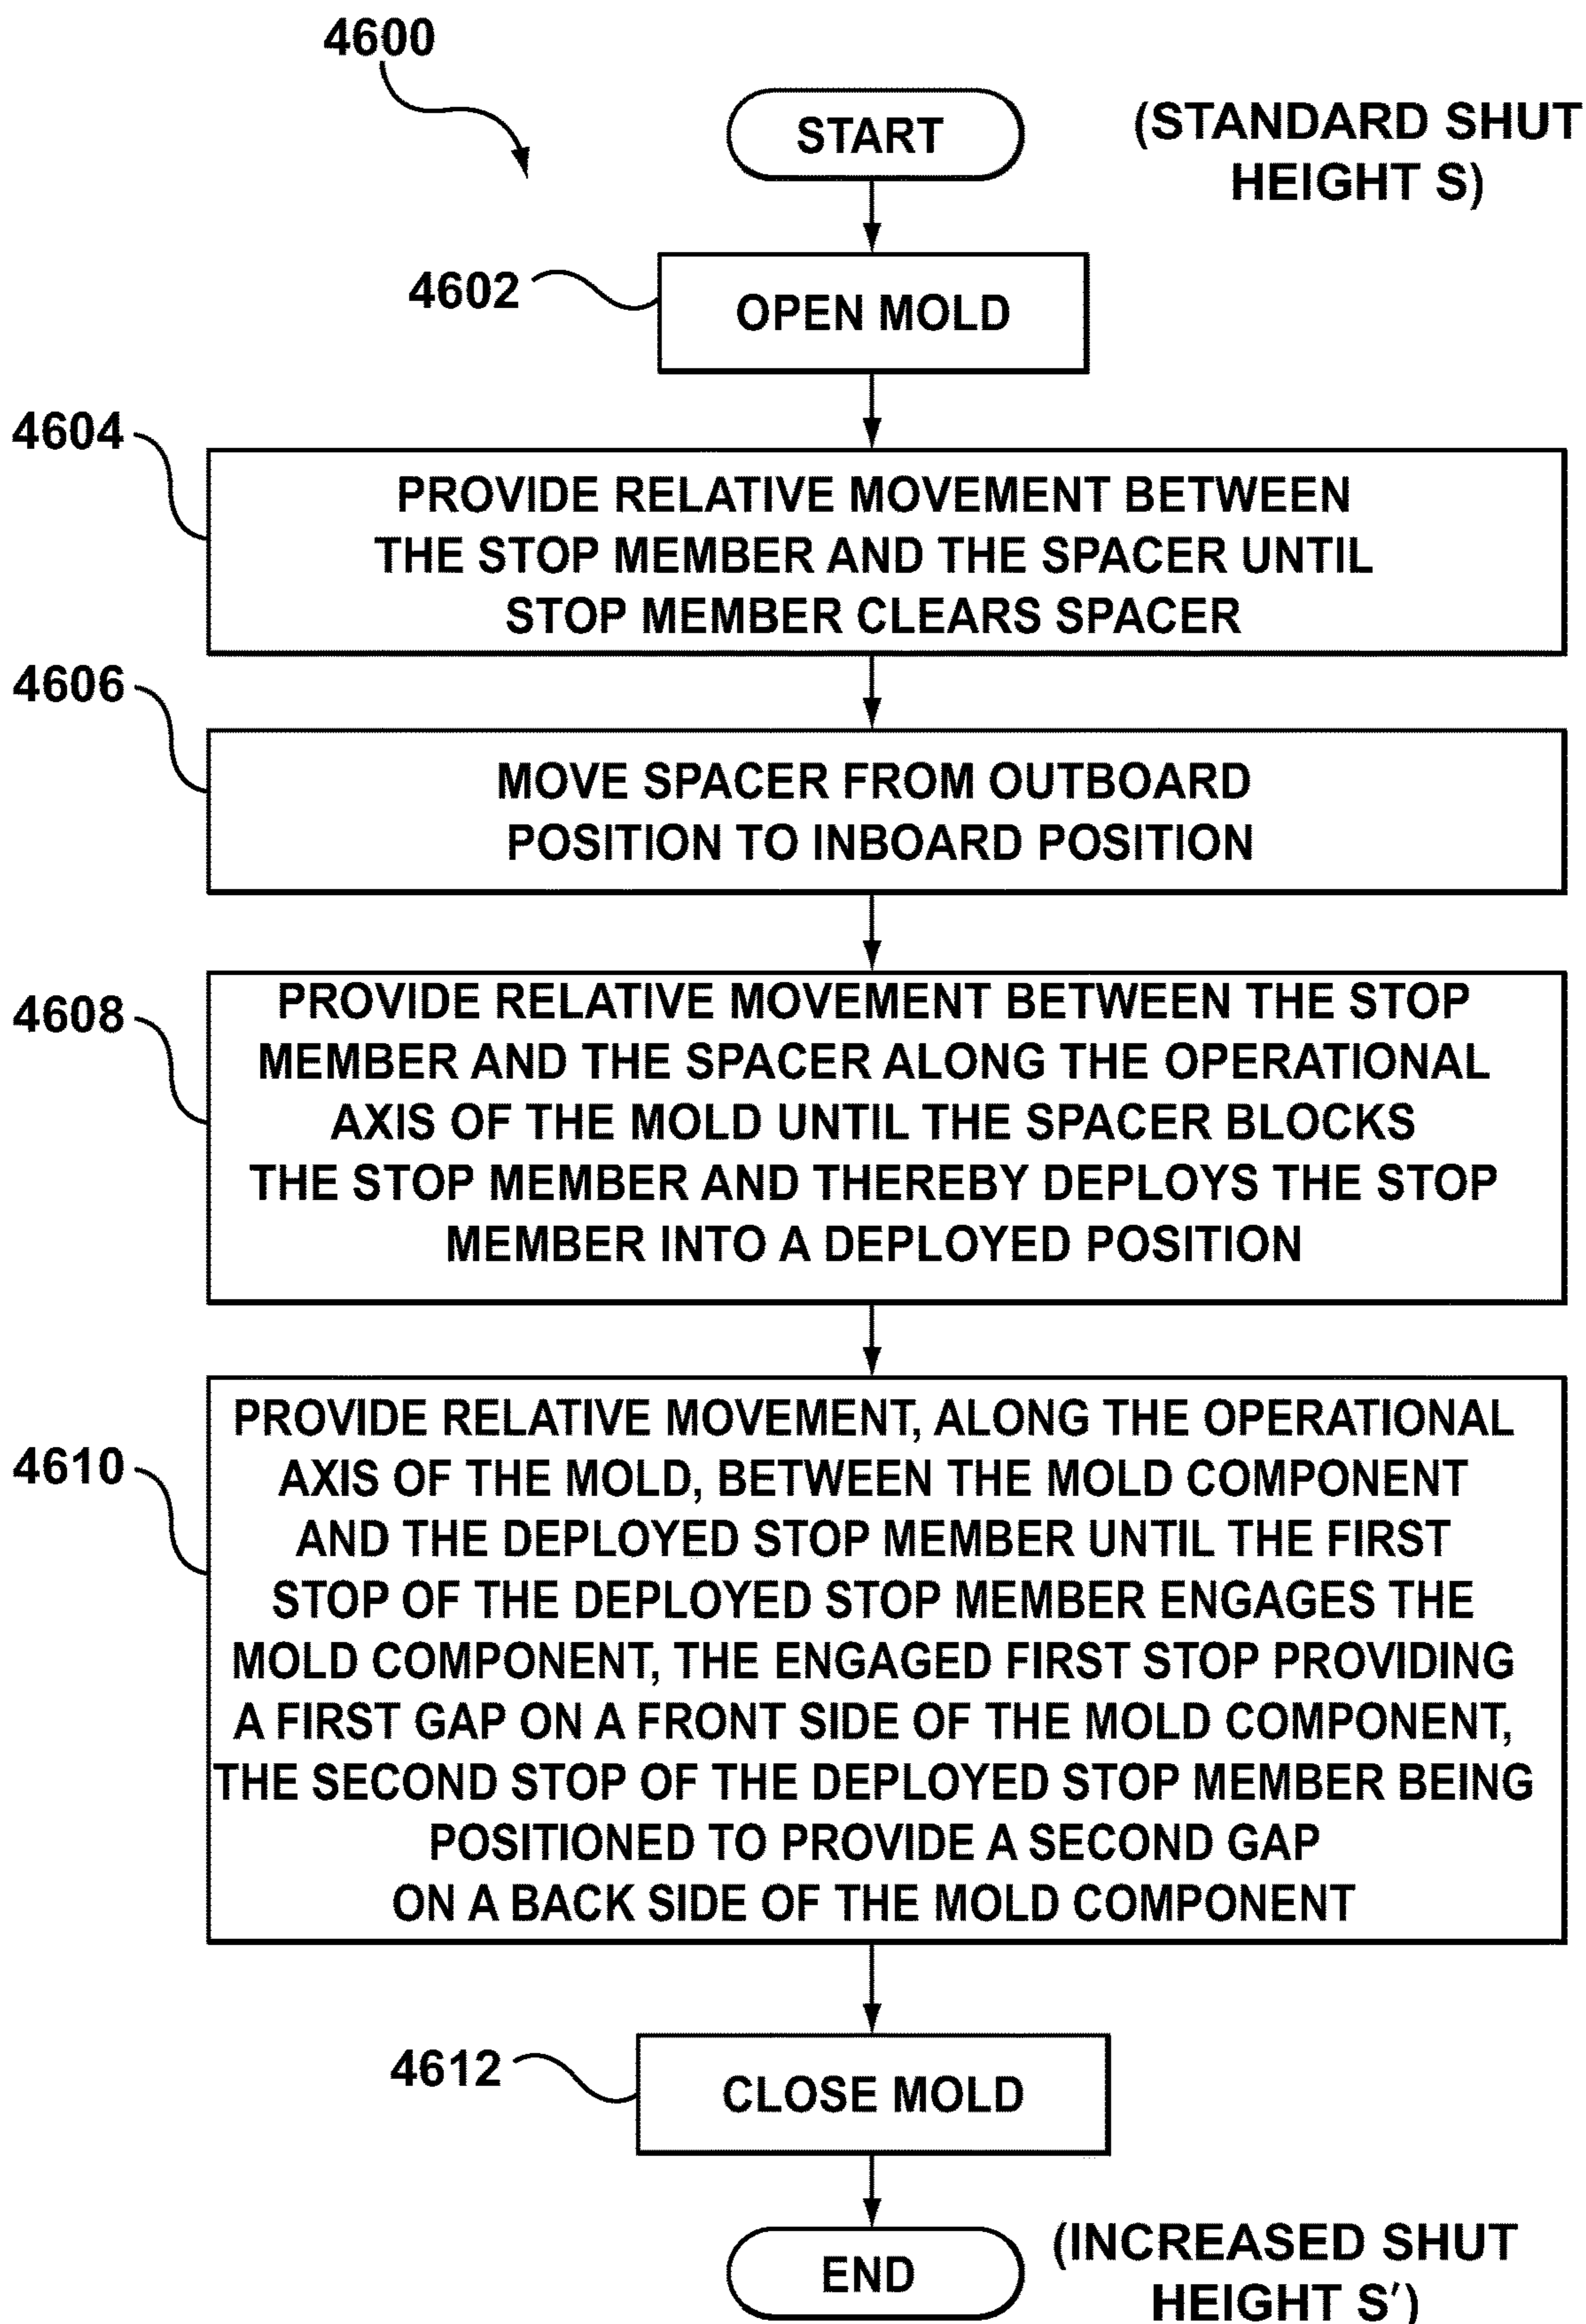 4600
START
(STANDARD SHUT
HEIGHT S)
4602
OPEN MOLD
4604
PROVIDE RELATIVE MOVEMENT BETWEEN
THE STOP MEMBER AND THE SPACER UNTIL
STOP MEMBER CLEARS SPACER
4606
MOVE SPACER FROM OUTBOARD
POSITION TO INBOARD POSITION
4608
PROVIDE RELATIVE MOVEMENT BETWEEN THE STOP
MEMBER AND THE SPACER ALONG THE OPERATIONAL
AXIS OF THE MOLD UNTIL THE SPACER BLOCKS
THE STOP MEMBER AND THEREBY DEPLOYS THE STOP
MEMBER INTO A DEPLOYED POSITION
4610
PROVIDE RELATIVE MOVEMENT, ALONG THE OPERATIONAL
AXIS OF THE MOLD, BETWEEN THE MOLD COMPONENT
AND THE DEPLOYED STOP MEMBER UNTIL THE FIRST
STOP OF THE DEPLOYED STOP MEMBER ENGAGES THE
MOLD COMPONENT, THE ENGAGED FIRST STOP PROVIDING
A FIRST GAP ON A FRONT SIDE OF THE MOLD COMPONENT,
THE SECOND STOP OF THE DEPLOYED STOP MEMBER BEING
POSITIONED TO PROVIDE A SECOND GAP
ON A BACK SIDE OF THE MOLD COMPONENT
4612
CLOSE MOLD
END
(INCREASED SHUT
HEIGHT S′)